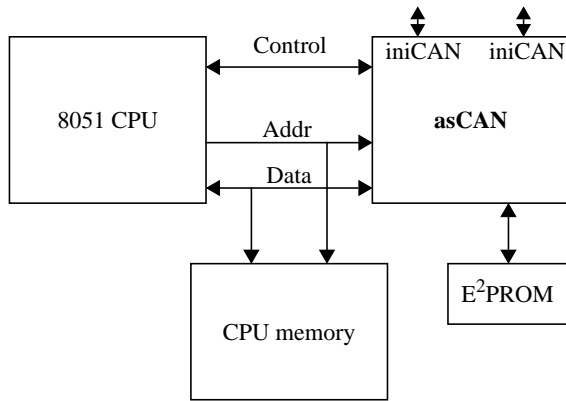 Control
iniCAN iniCAN
8051 CPU
Addr
asCAN
Data
E²PROM
CPU memory